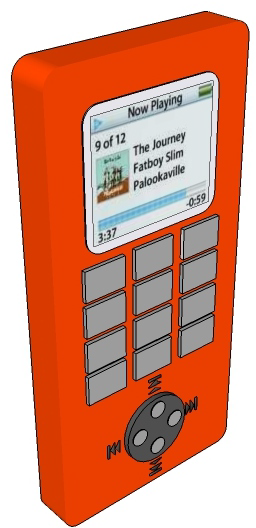 Now Playing
9 of 12
The Journey
Fatboy Slim
Palookaville
3:37
-0:59